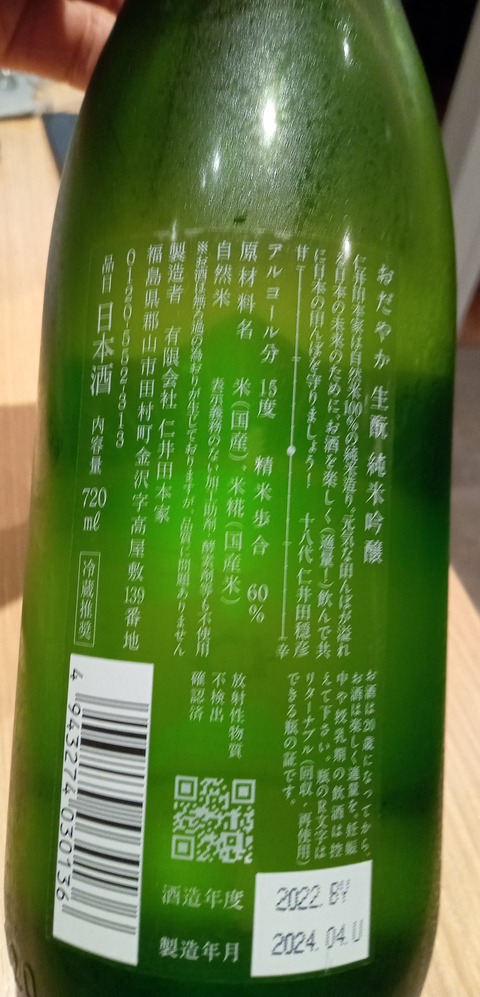 おだやか 生酛 純米吟醸
仁井田本家は自然米100%の純米造り。元気な田んぼが溢れ
る日本の未来のために、お酒を楽しく(適量！)飲んで共
に日本の田んぼを守りましょう！ 十八代 仁井田穏彦
甘 辛
アルコール分 15度 精米歩合 60%
原材料名 米(国産)、米糀(国産米)
自然米 表示義務のない加工助剤・酵素剤等も不使用
※お酒は無ろ過の為おりが生じておりますが、品質に問題ありません
製造者 有限会社 仁井田本家
福島県郡山市田村町金沢字高屋敷139番地
0120-552-313
品目 日本酒 内容量 720ml 冷蔵推奨
お酒は20歳になってから。
お酒は楽しく適量を。妊娠
中や授乳期の飲酒は控
えて下さい。瓶のR文字は
リターナブル(回収・再使用)
できる瓶の証です。
放射性物質
不検出
確認済
酒造年度 2022.BY
製造年月 2024.04.U
4 943274 030136